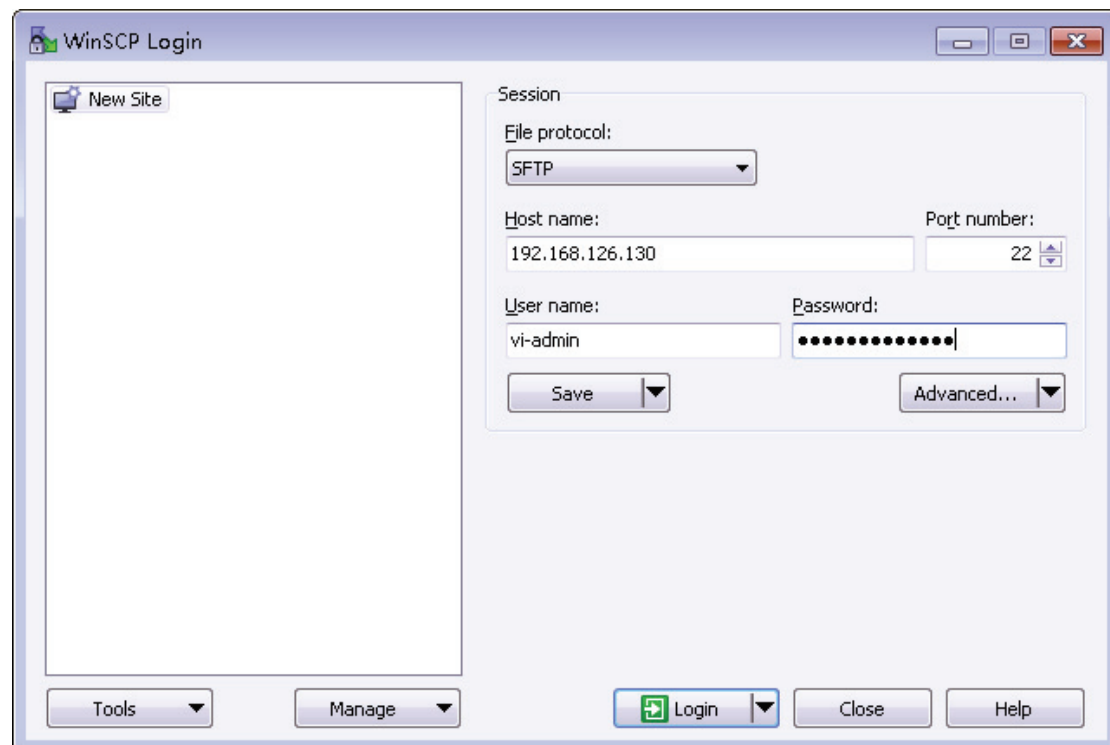 WinSCP Login
New Site
Session
File protocol:
SFTP
Host name:
Port number:
192.168.126.130
22
User name:
Password:
vi-admin
●●●●●●●●●●●●●
Save
Advanced...
Tools
Manage
Login
Close
Help